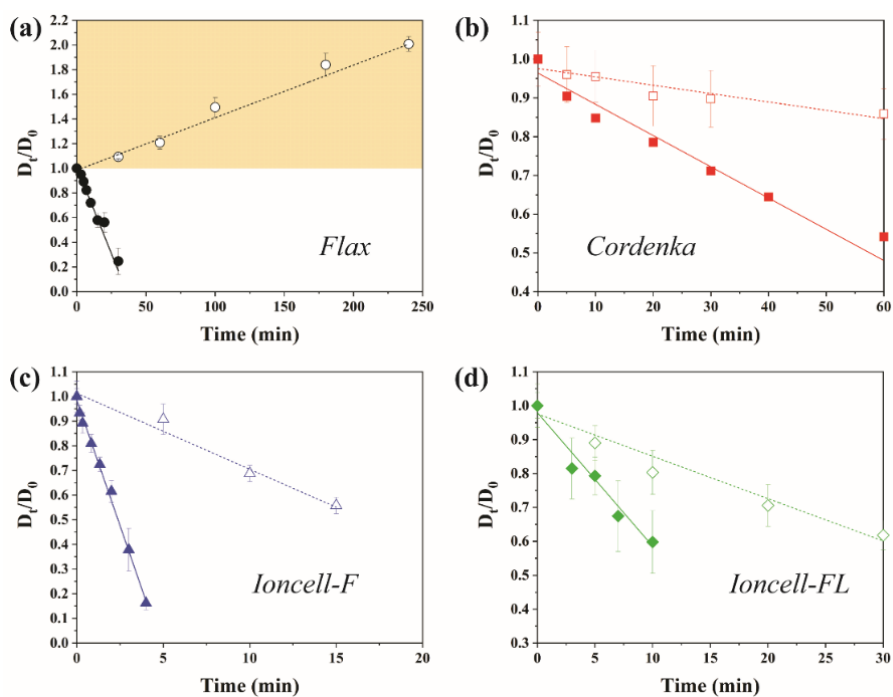 (a)
2.2
2.0
1.8
1.6
1.4
1.2
1.0
0.8
0.6
0.4
0.2
0.0
Dt/D0
0 50 100 150 200 250
Time (min)
Flax
(b)
1.0
0.9
0.8
0.7
0.6
0.5
0.4
Dt/D0
0 10 20 30 40 50 60
Time (min)
Cordenka
(c)
1.1
1.0
0.9
0.8
0.7
0.6
0.5
0.4
0.3
0.2
0.1
0.0
Dt/D0
0 5 10 15 20
Time (min)
Ioncell-F
(d)
1.1
1.0
0.9
0.8
0.7
0.6
0.5
0.4
0.3
Dt/D0
0 5 10 15 20 25 30
Time (min)
Ioncell-FL